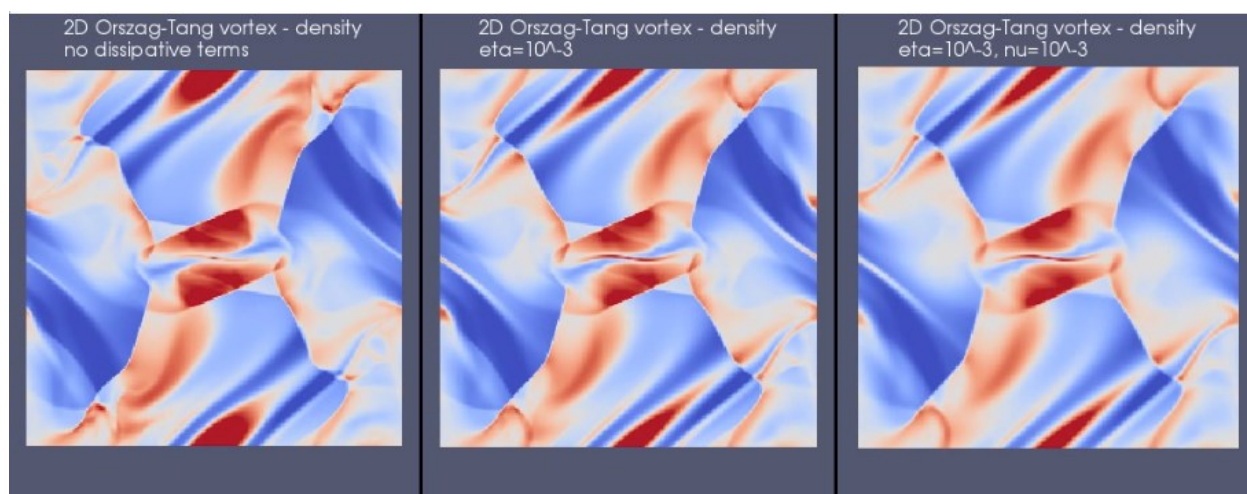 2D Orszag-Tang vortex - density
no dissipative terms
2D Orszag-Tang vortex - density
eta=10^-3
2D Orszag-Tang vortex - density
eta=10^-3, nu=10^-3